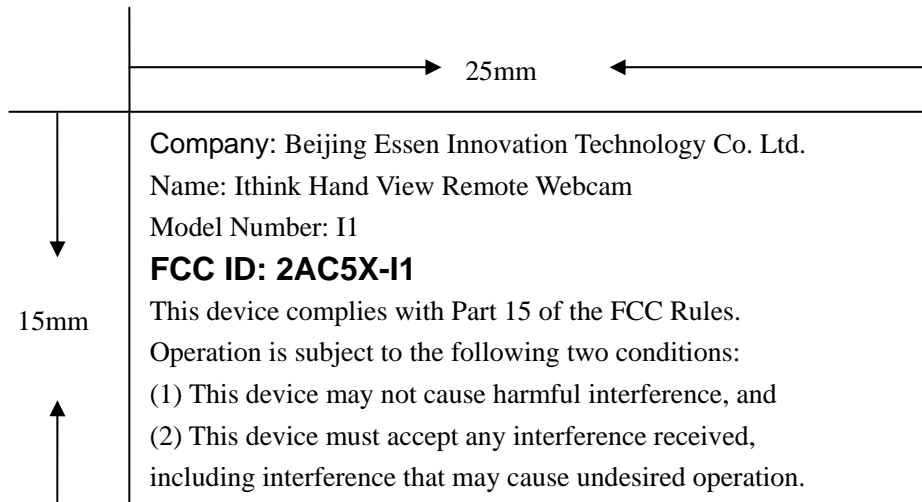 25mm
Company: Beijing Essen Innovation Technology Co. Ltd.
Name: Ithink Hand View Remote Webcam
Model Number: I1
FCC ID: 2AC5X-I1
This device complies with Part 15 of the FCC Rules.
15mm
Operation is subject to the following two conditions:
(1) This device may not cause harmful interference, and
(2) This device must accept any interference received,
including interference that may cause undesired operation.